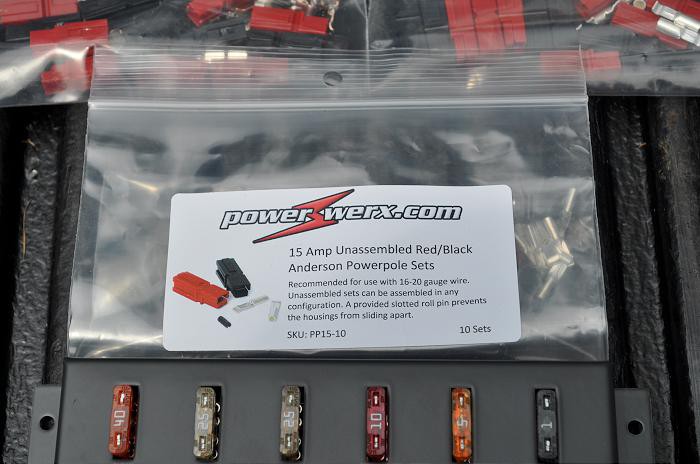 powerwerx.com
15 Amp Unassembled Red/Black
Anderson Powerpole Sets
Recommended for use with 16-20 gauge wire.
Unassembled sets can be assembled in any
configuration. A provided slotted roll pin prevents
the housings from sliding apart.
SKU: PP15-10 10 Sets
40 25 25 10 5 1